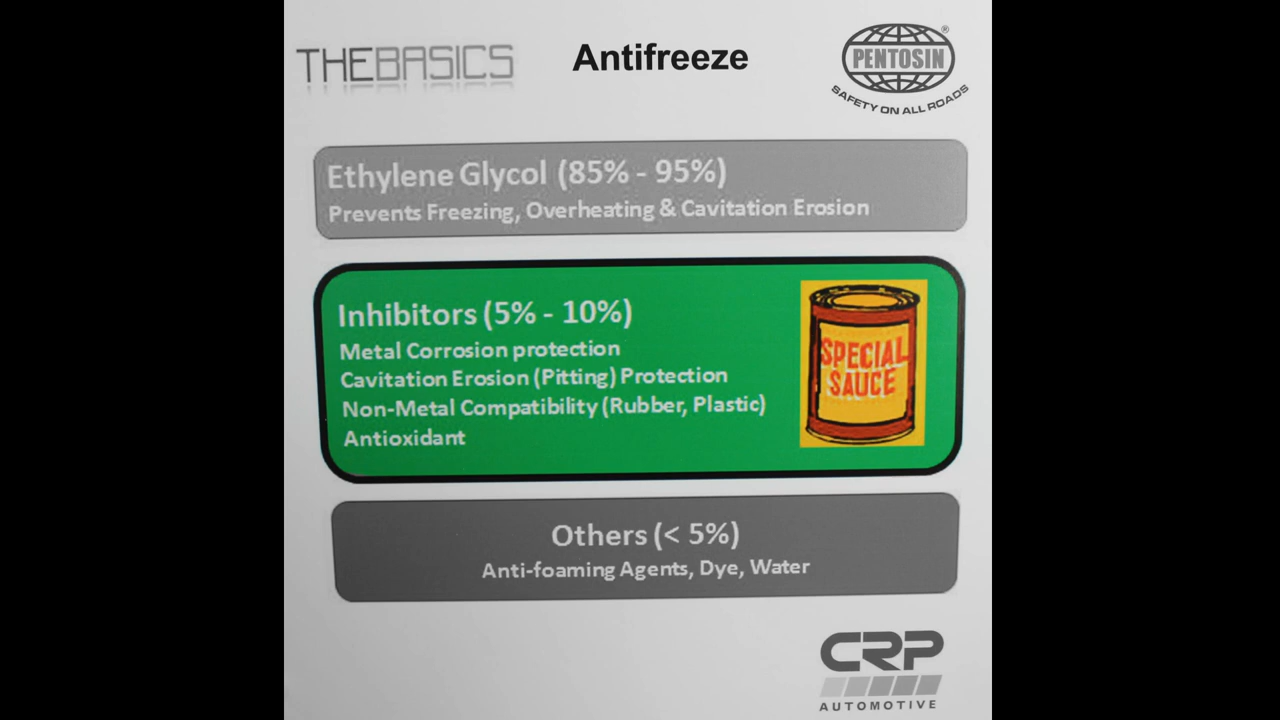 THEBASICS
Antifreeze
PENTOSIN®
SAFETY ON ALL ROADS
Ethylene Glycol (85% - 95%)
Prevents Freezing, Overheating & Cavitation Erosion
Inhibitors (5% - 10%)
Metal Corrosion protection
Cavitation Erosion (Pitting) Protection
Non-Metal Compatibility (Rubber, Plastic)
Antioxidant
SPECIAL
SAUCE
Others (< 5%)
Anti-foaming Agents, Dye, Water
CRP
AUTOMOTIVE